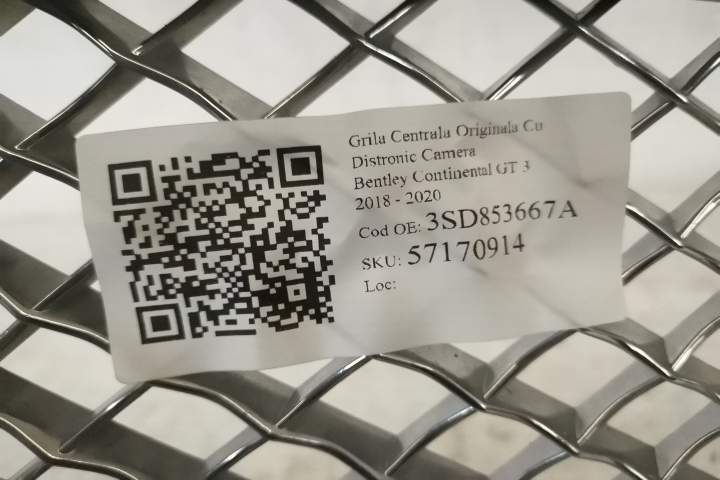 Grila Centrala Originala Cu
Distronic Camera
Bentley Continental GT 3
2018 - 2020
Cod OE: 3SD853667A
SKU: 57170914
Loc: